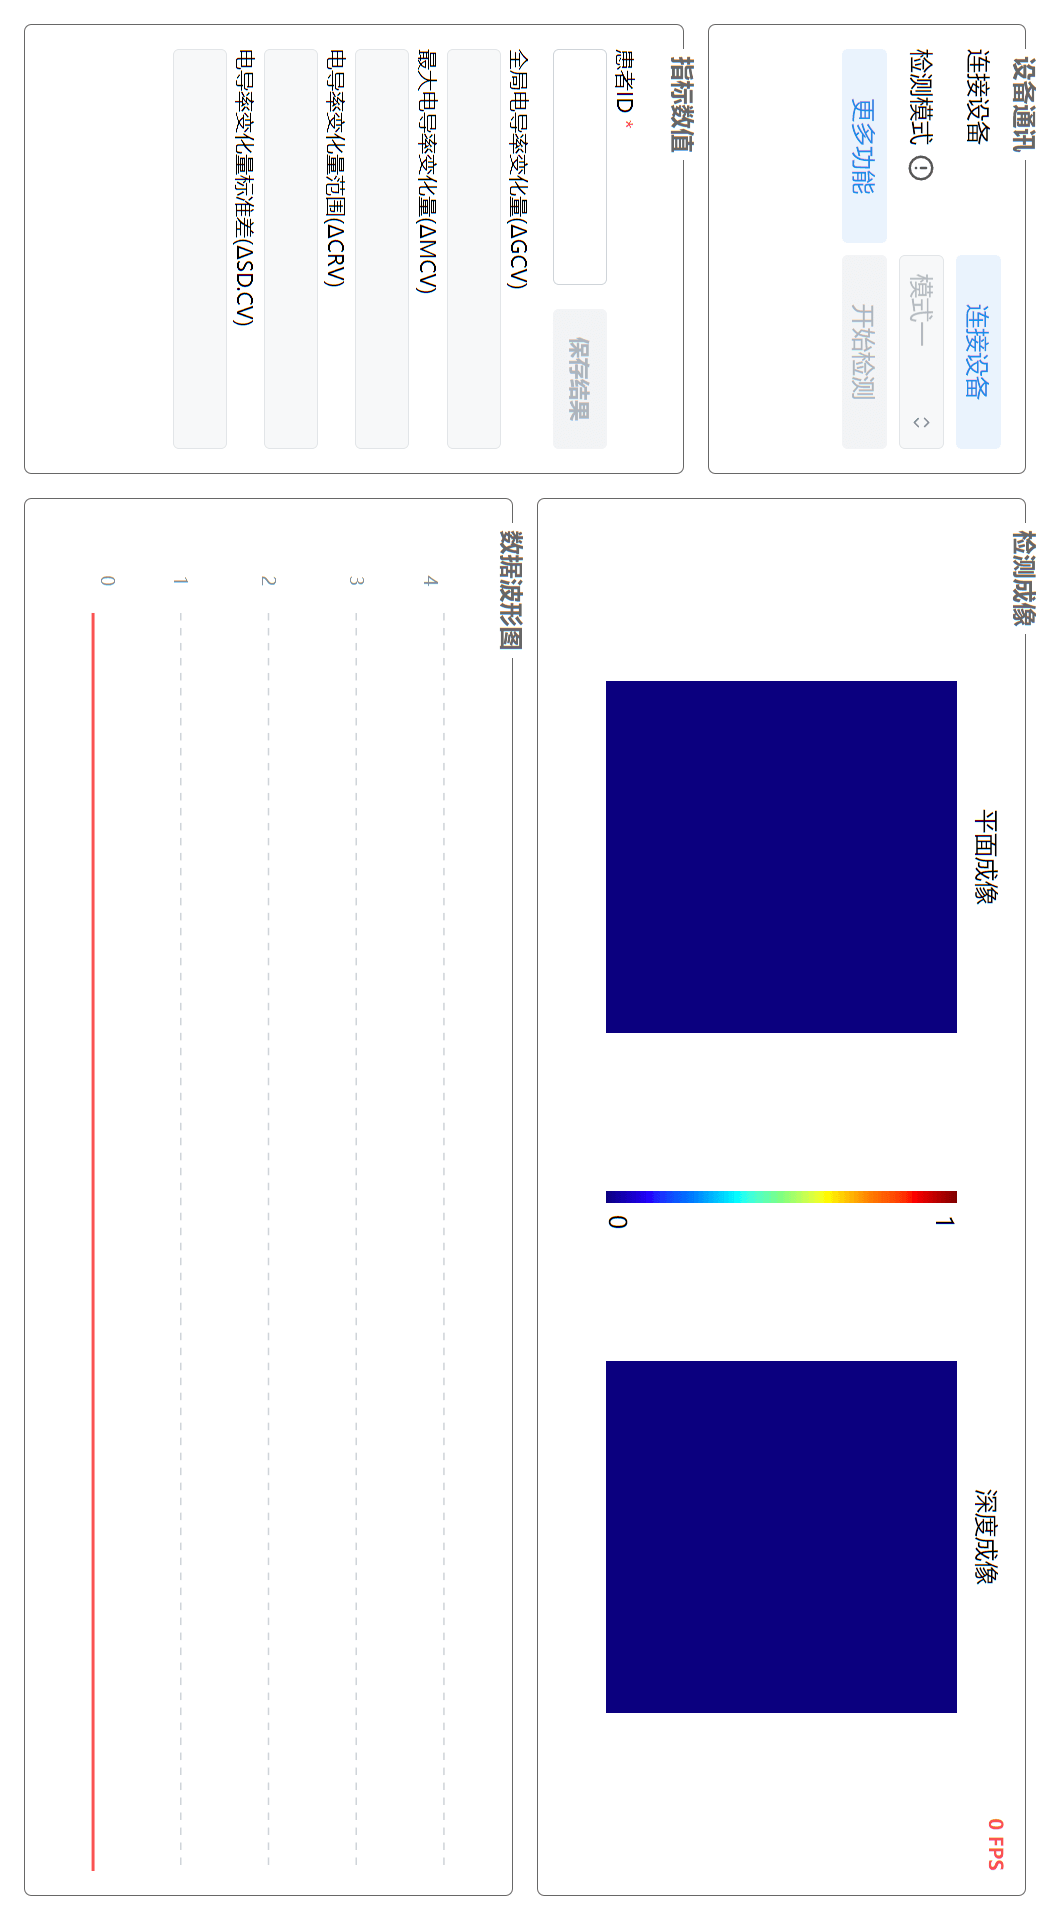 设备通讯
连接设备
连接设备
检测模式
模式一
更多功能
开始检测
指标数值
患者ID *
保存结果
全局电导率变化量(ΔGCV)
最大电导率变化量(ΔMCV)
电导率变化量范围(ΔCRV)
电导率变化量标准差(ΔSD.CV)
检测成像
0 FPS
平面成像
深度成像
1
0
数据波形图
4
3
2
1
0